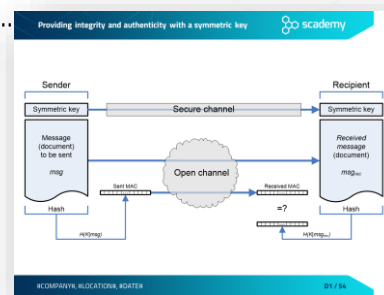 Providing integrity and authenticity with a symmetric key
scademy
Sender
Recipient
Symmetric key
Secure channel
Symmetric key
Message
(document)
to be sent
msg
Received
message
(document)
msg_rec
Open channel
Sent MAC
Received MAC
=?
Hash
Hash
H(K|msg)
H(K|msg_rec)
#COMPANY#, #LOCATION#, #DATE#
D1 / 54